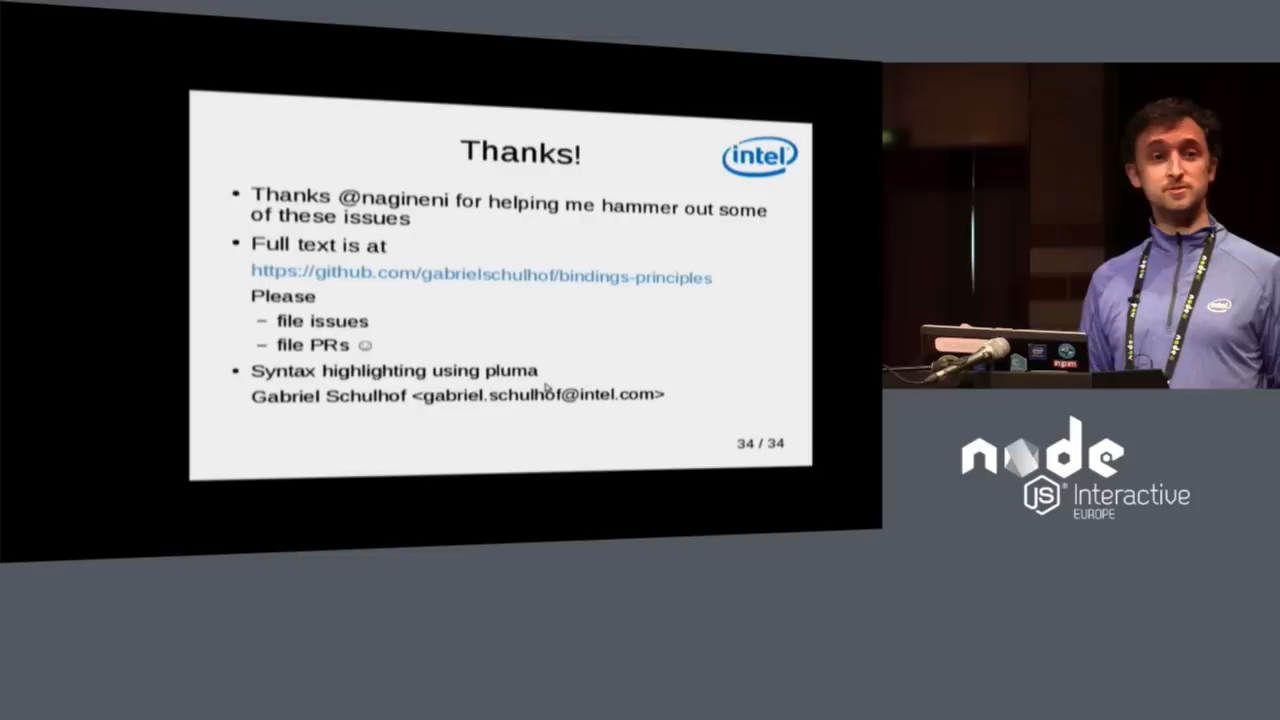 Thanks!
intel
• Thanks @nagineni for helping me hammer out some
of these issues
• Full text is at
https://github.com/gabrielschulhof/bindings-principles
Please
– file issues
– file PRs ☺
• Syntax highlighting using pluma
Gabriel Schulhof <gabriel.schulhof@intel.com>
34 / 34
intel
npm
node
JS Interactive
EUROPE